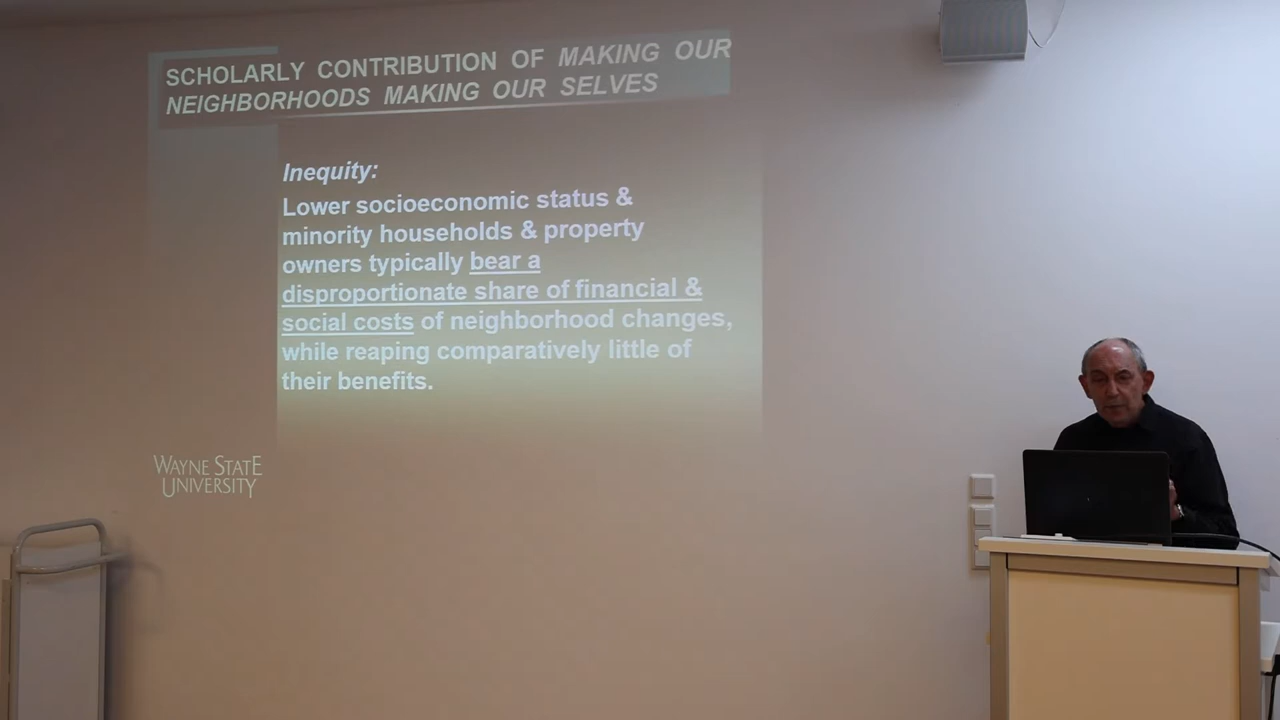 SCHOLARLY CONTRIBUTION OF MAKING OUR
NEIGHBORHOODS MAKING OUR SELVES
Inequity:
Lower socioeconomic status &
minority households & property
owners typically bear a
disproportionate share of financial &
social costs of neighborhood changes,
while reaping comparatively little of
their benefits.
WAYNE STATE
UNIVERSITY